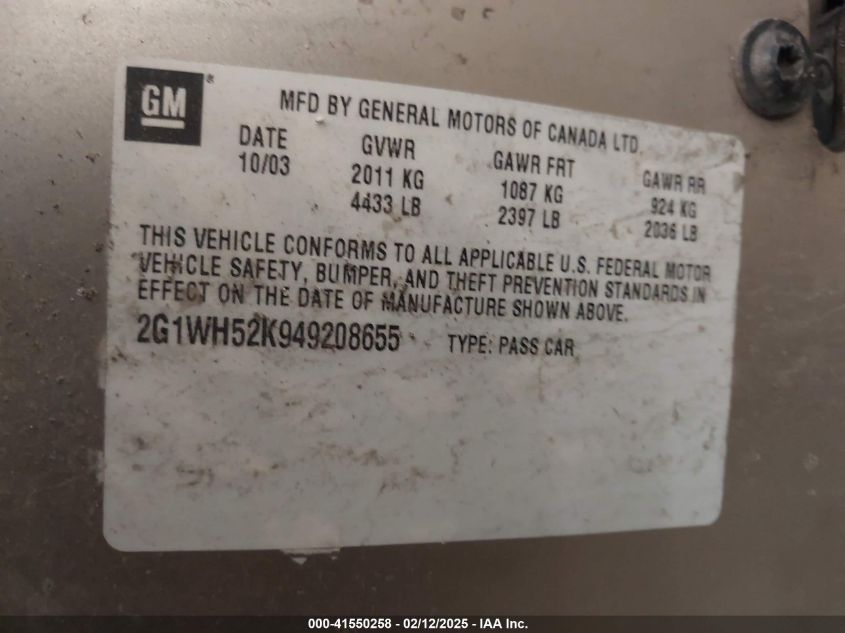 GM®
MFD BY GENERAL MOTORS OF CANADA LTD
DATE GVWR GAWR FRT GAWR RR
10/03 2011 KG 1087 KG 924 KG
4433 LB 2397 LB 2036 LB
THIS VEHICLE CONFORMS TO ALL APPLICABLE U.S. FEDERAL MOTOR
VEHICLE SAFETY, BUMPER, AND THEFT PREVENTION STANDARDS IN
EFFECT ON THE DATE OF MANUFACTURE SHOWN ABOVE.
2G1WH52K949208655 TYPE: PASS CAR
000-41550258 - 02/12/2025 - IAA Inc.